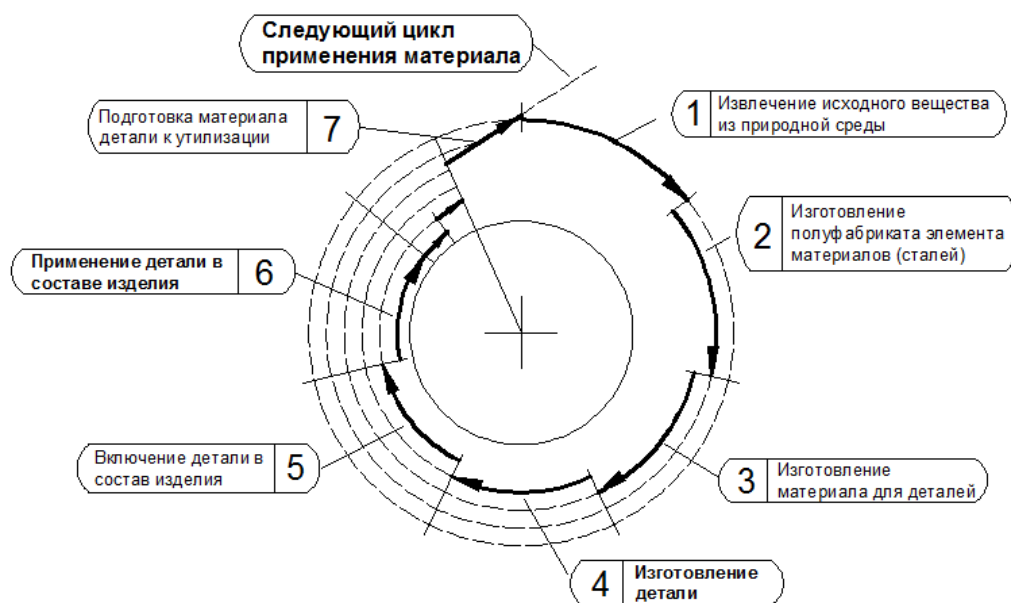 Следующий цикл
применения материала
1
Извлечение исходного вещества
из природной среды
2
Изготовление
полуфабриката элемента
материалов (сталей)
3
Изготовление
материала для деталей
4
Изготовление
детали
5
Включение детали в
состав изделия
6
Применение детали в
составе изделия
7
Подготовка материала
детали к утилизации